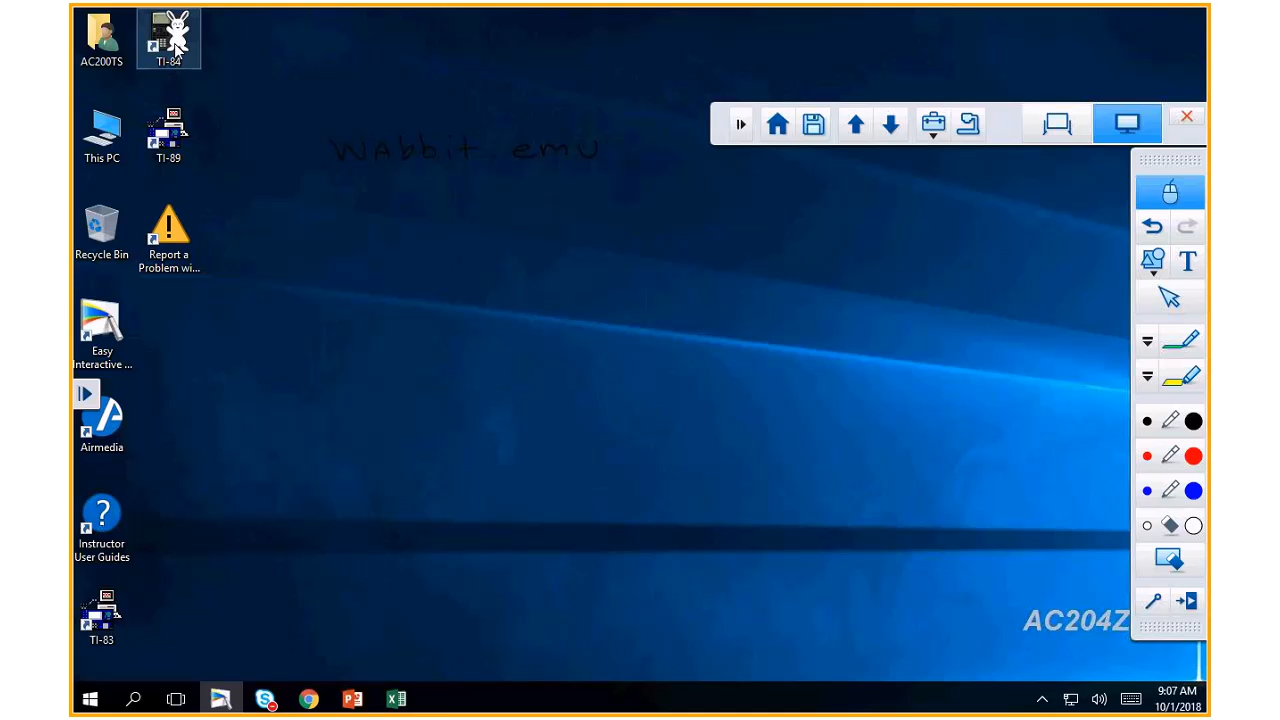 AC200TS
TI-84
This PC
TI-89
WAbbit emu
Recycle Bin
Report a
Problem wi...
Easy
Interactive ...
Airmedia
Instructor
User Guides
TI-83
T
AC204Z
9:07 AM
10/1/2018